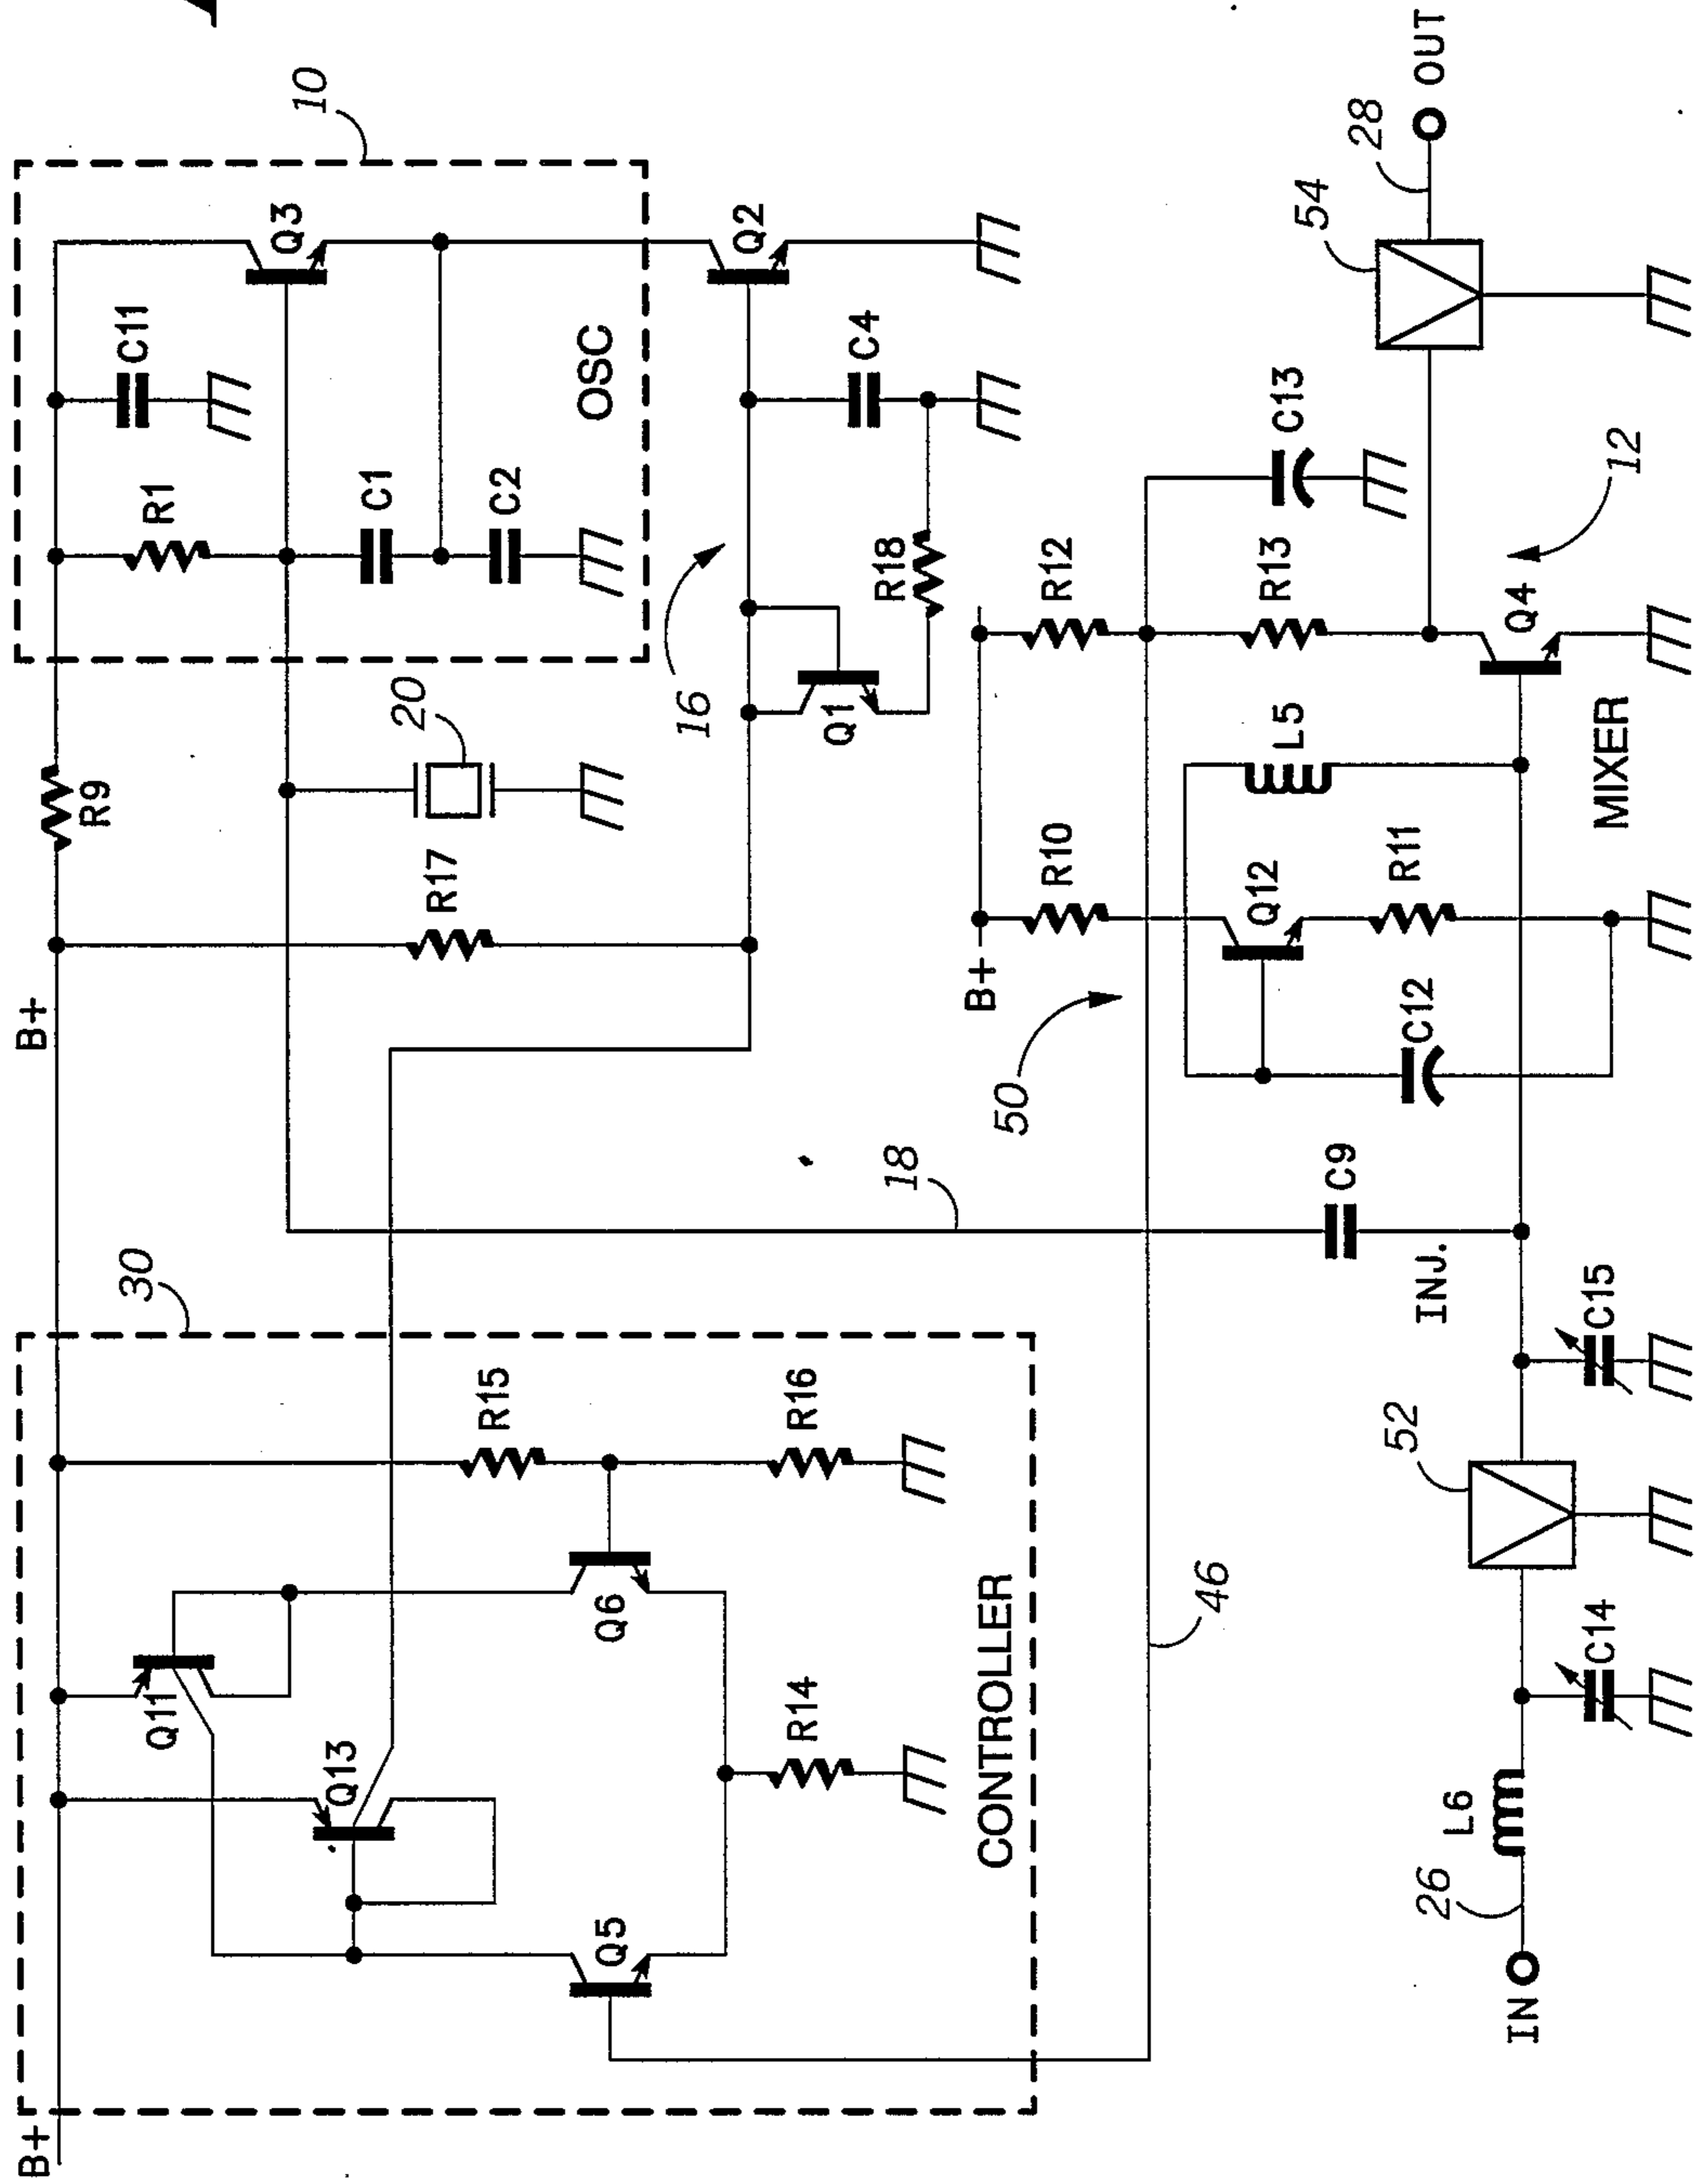 B+
B+
30
10
R9
R1
C11
Q3
Q11
Q13
R15
R17
20
C1
C2
OSC
Q5
Q6
R16
R14
16
Q1
R18
C4
Q2
CONTROLLER
18
B+
50
R10
R12
46
Q12
L5
R13
C13
54
28
OUT
C12
R11
C9
INJ.
Q4
12
MIXER
IN
26
L6
C14
52
C15